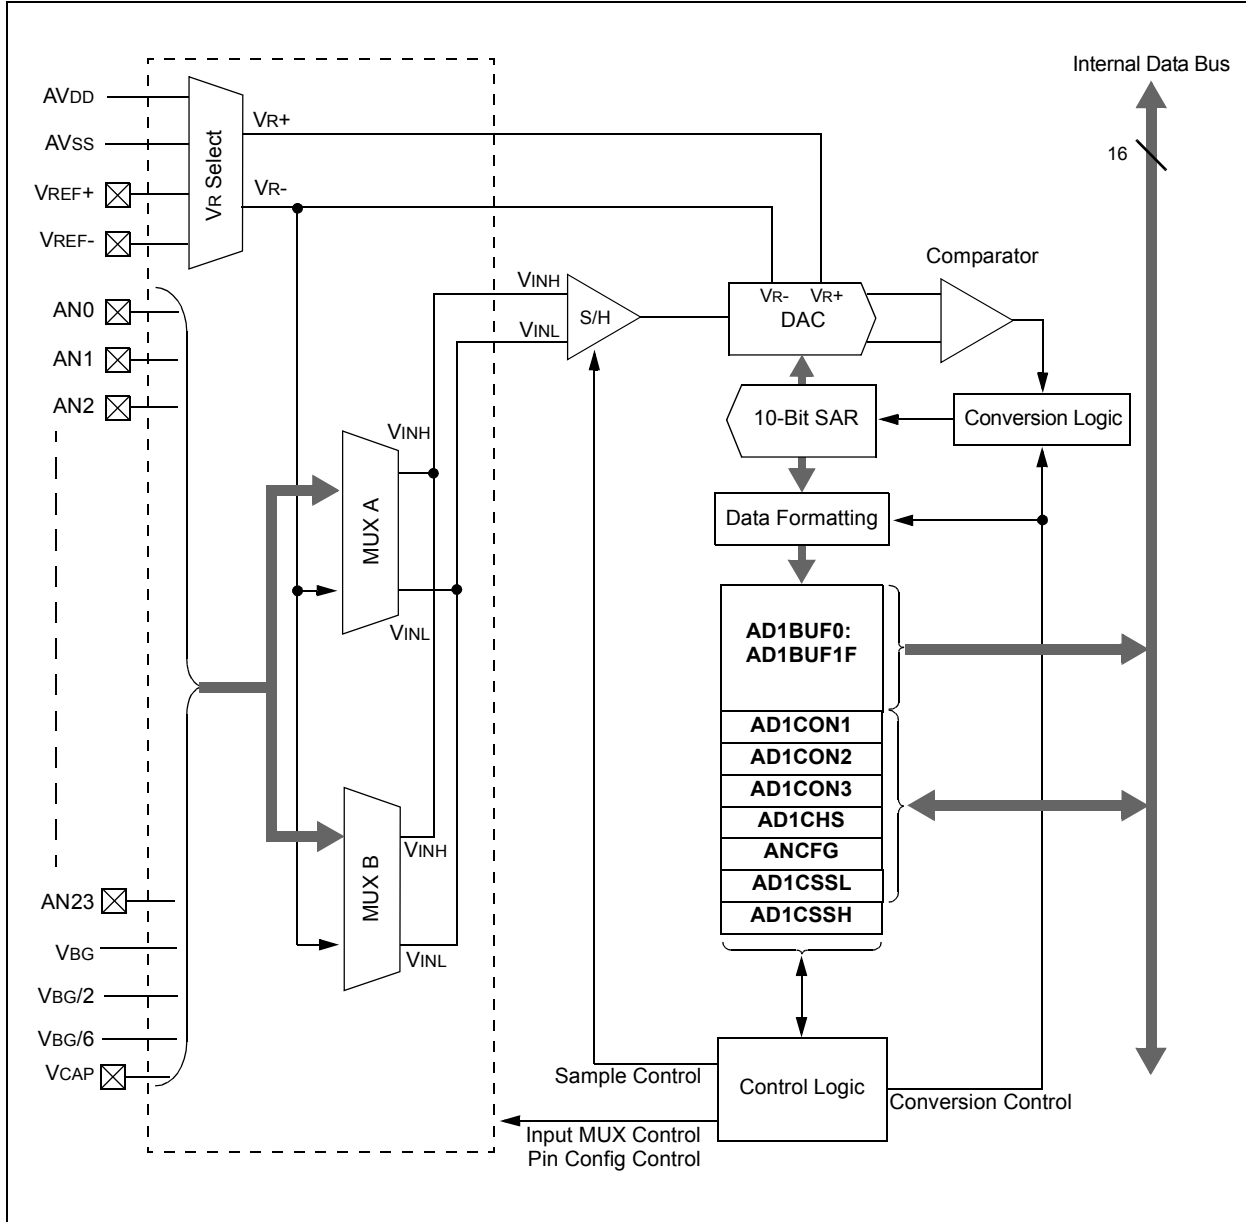 Internal Data Bus
AVDD
AVSS
VREF+
VREF-
VR Select
VR+
VR-
16
Comparator
AN0
AN1
AN2
VINH
VINL
S/H
VR- VR+
DAC
10-Bit SAR
Conversion Logic
Data Formatting
MUX A
VINH
VINL
AD1BUF0:
AD1BUF1F
AD1CON1
AD1CON2
AD1CON3
AD1CHS
ANCFG
AD1CSSL
AD1CSSH
MUX B
VINH
VINL
AN23
VBG
VBG/2
VBG/6
VCAP
Sample Control
Control Logic
Conversion Control
Input MUX Control
Pin Config Control